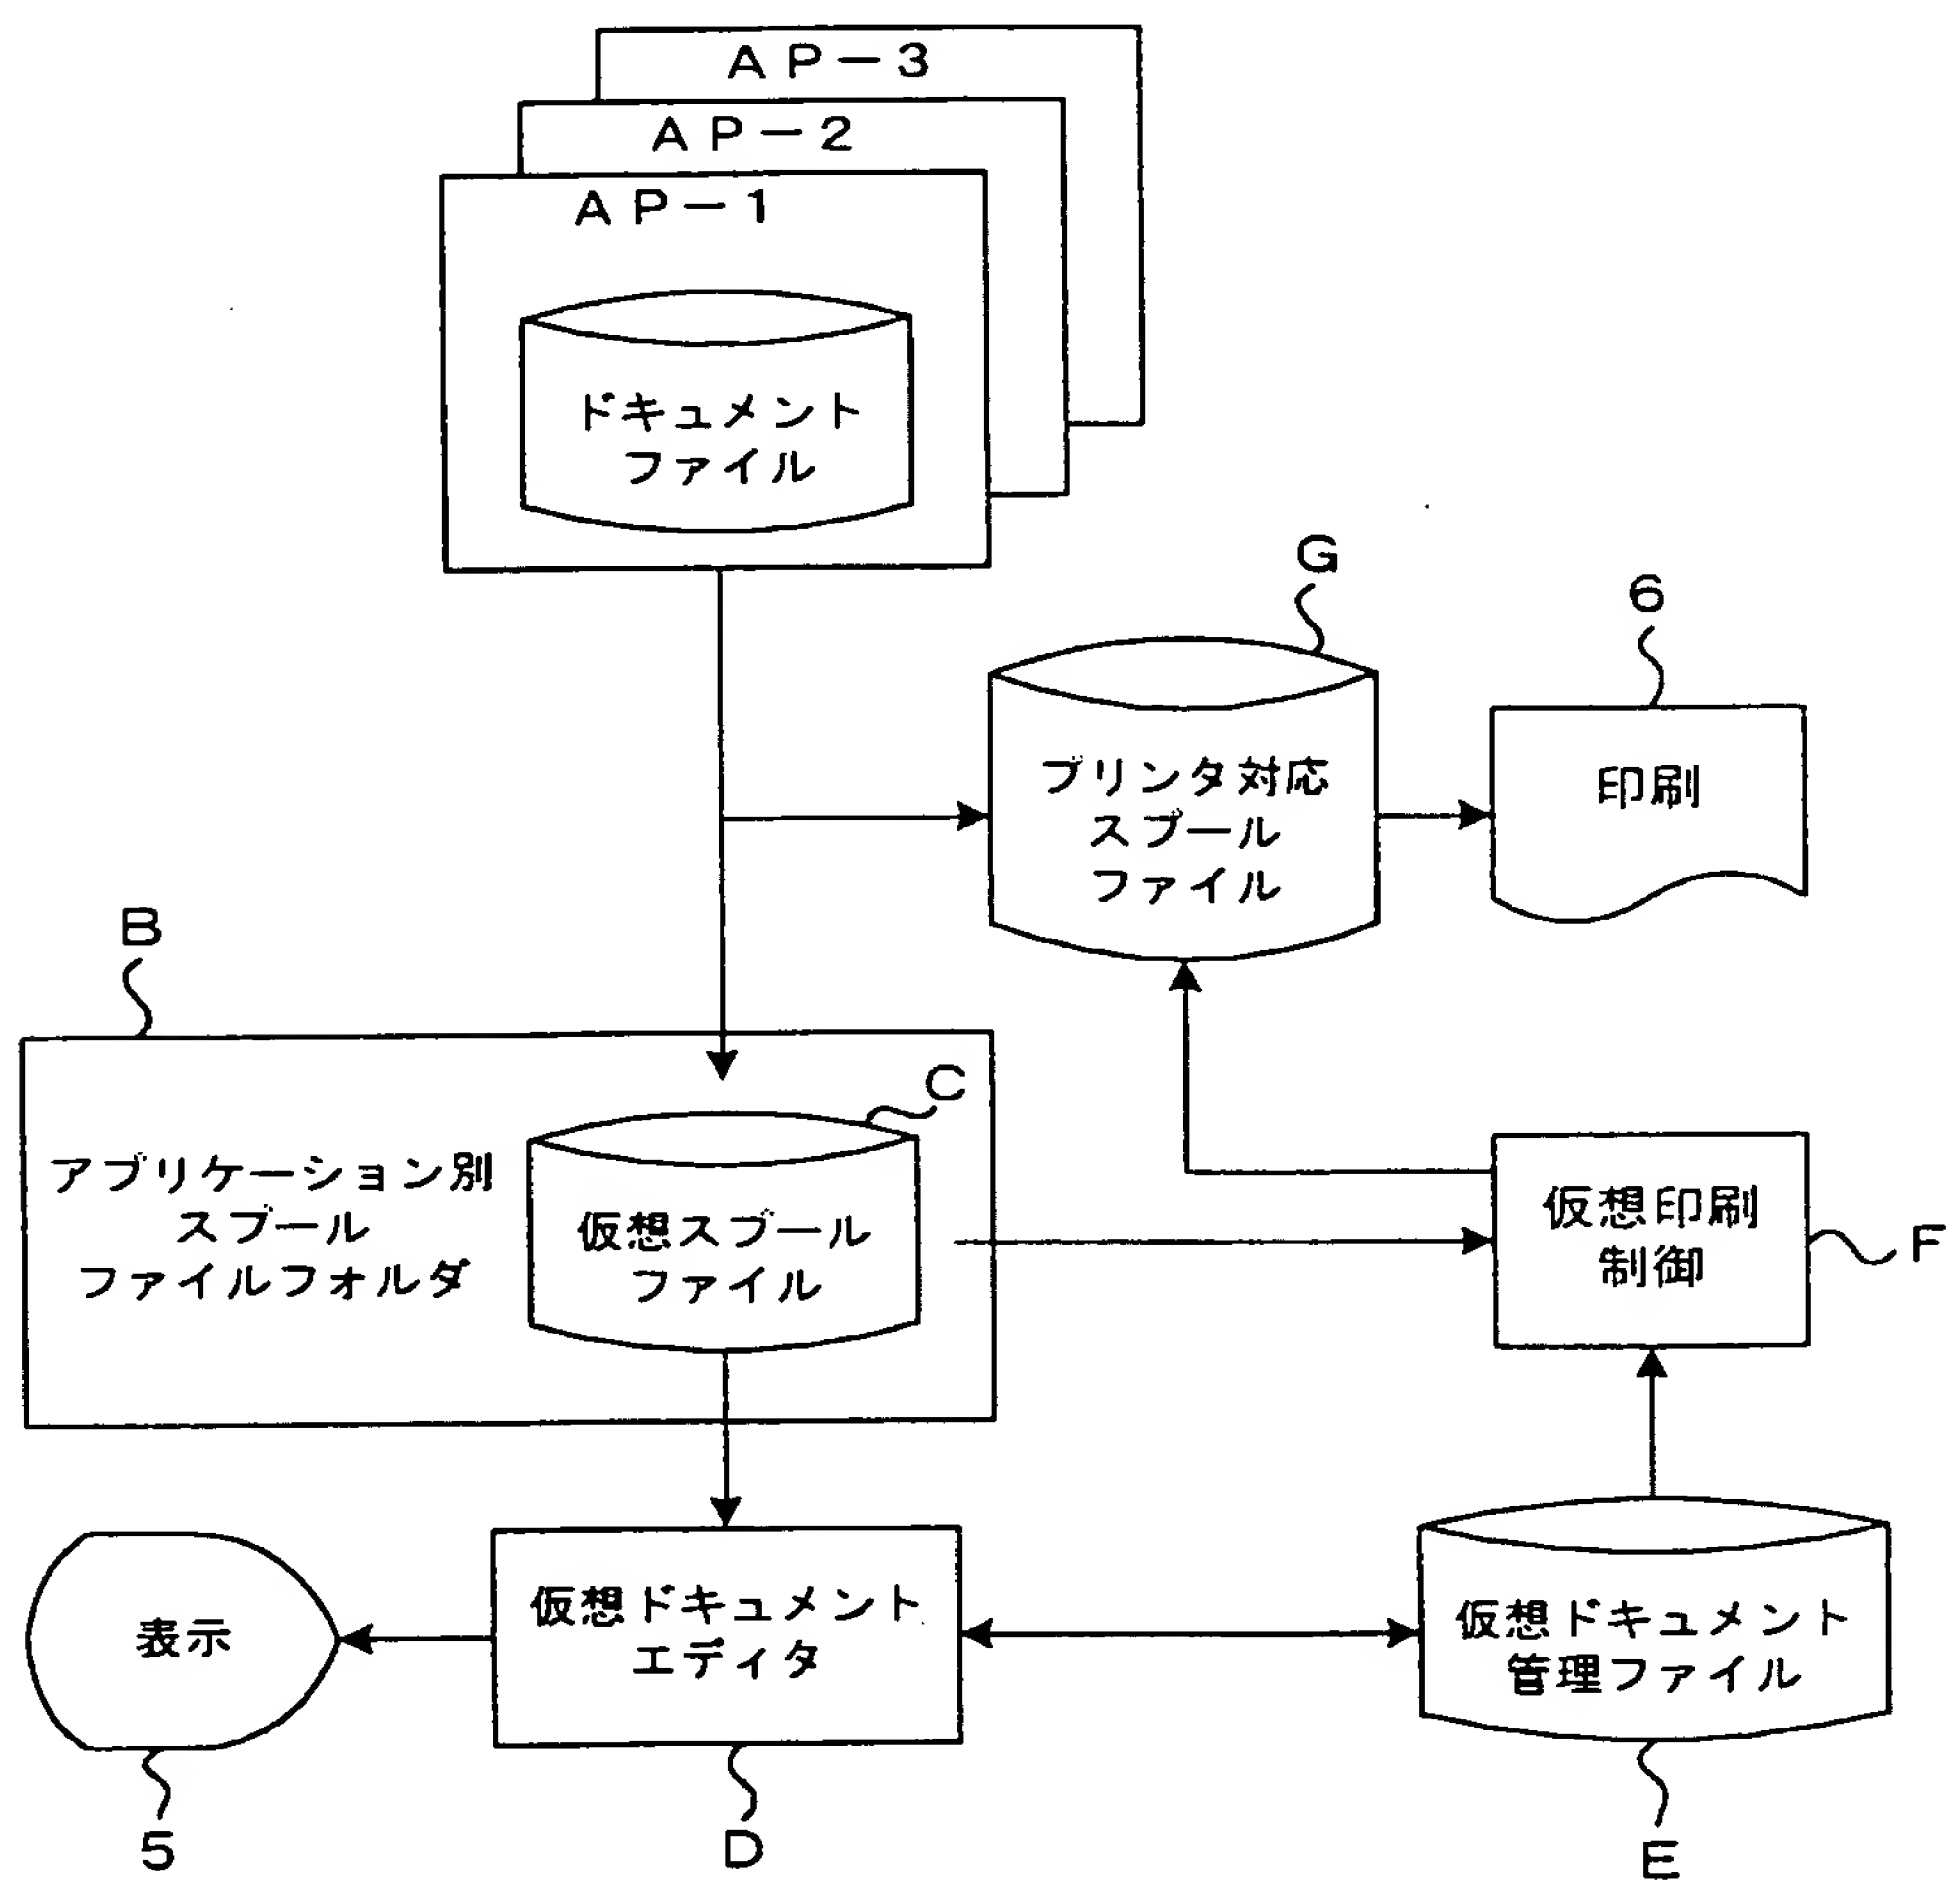 AP-3
AP-2
AP-1
ドキュメント
ファイル
G
6
プリンタ対応
スプール
ファイル
印刷
B
C
アプリケーション別
スプール
ファイルフォルダ
仮想スプール
ファイル
仮想印刷
制御
F
表示
仮想ドキュメント
エディタ
仮想ドキュメント
管理ファイル
5
D
E